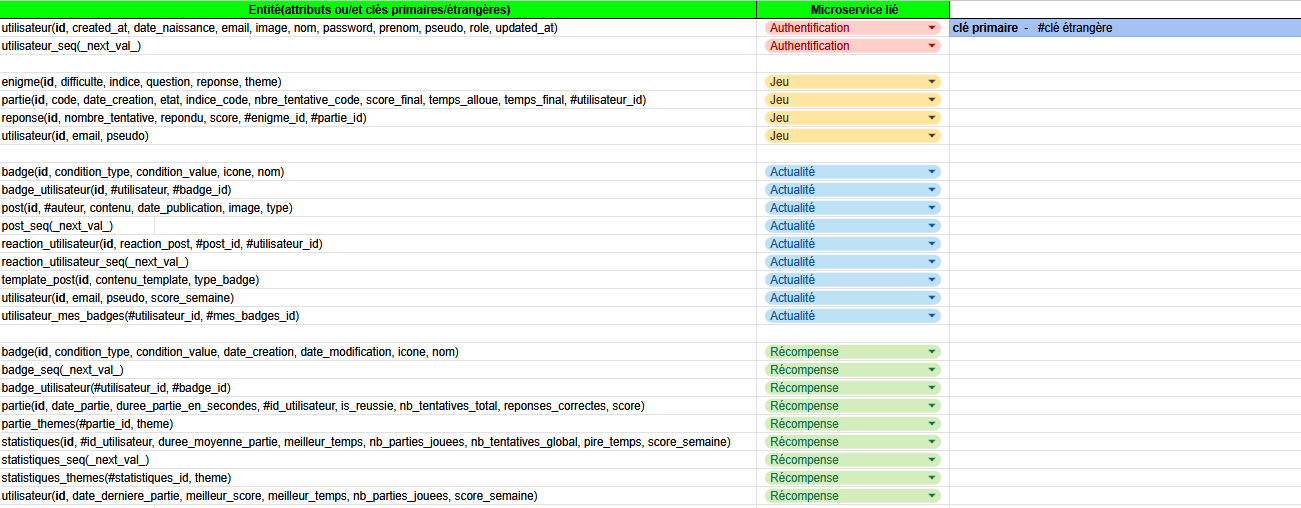 Entité(attributs ou/et clés primaires/étrangères) Microservice lié
utilisateur(id, created_at, date_naissance, email, image, nom, password, prenom, pseudo, role, updated_at) Authentification clé primaire - #clé étrangère
utilisateur_seq(_next_val_) Authentification
enigme(id, difficulte, indice, question, reponse, theme) Jeu
partie(id, code, date_creation, etat, indice_code, nbre_tentative_code, score_final, temps_alloue, temps_final, #utilisateur_id) Jeu
reponse(id, nombre_tentative, repondu, score, #enigme_id, #partie_id) Jeu
utilisateur(id, email, pseudo) Jeu
badge(id, condition_type, condition_value, icone, nom) Actualité
badge_utilisateur(id, #utilisateur, #badge_id) Actualité
post(id, #auteur, contenu, date_publication, image, type) Actualité
post_seq(_next_val_) Actualité
reaction_utilisateur(id, reaction_post, #post_id, #utilisateur_id) Actualité
reaction_utilisateur_seq(_next_val_) Actualité
template_post(id, contenu_template, type_badge) Actualité
utilisateur(id, email, pseudo, score_semaine) Actualité
utilisateur_mes_badges(#utilisateur_id, #mes_badges_id) Actualité
badge(id, condition_type, condition_value, date_creation, date_modification, icone, nom) Récompense
badge_seq(_next_val_) Récompense
badge_utilisateur(#utilisateur_id, #badge_id) Récompense
partie(id, date_partie, duree_partie_en_secondes, #id_utilisateur, is_reussie, nb_tentatives_total, reponses_correctes, score) Récompense
partie_themes(#partie_id, theme) Récompense
statistiques(id, #id_utilisateur, duree_moyenne_partie, meilleur_temps, nb_parties_jouees, nb_tentatives_global, pire_temps, score_semaine) Récompense
statistiques_seq(_next_val_) Récompense
statistiques_themes(#statistiques_id, theme) Récompense
utilisateur(id, date_derniere_partie, meilleur_score, meilleur_temps, nb_parties_jouees, score_semaine) Récompense